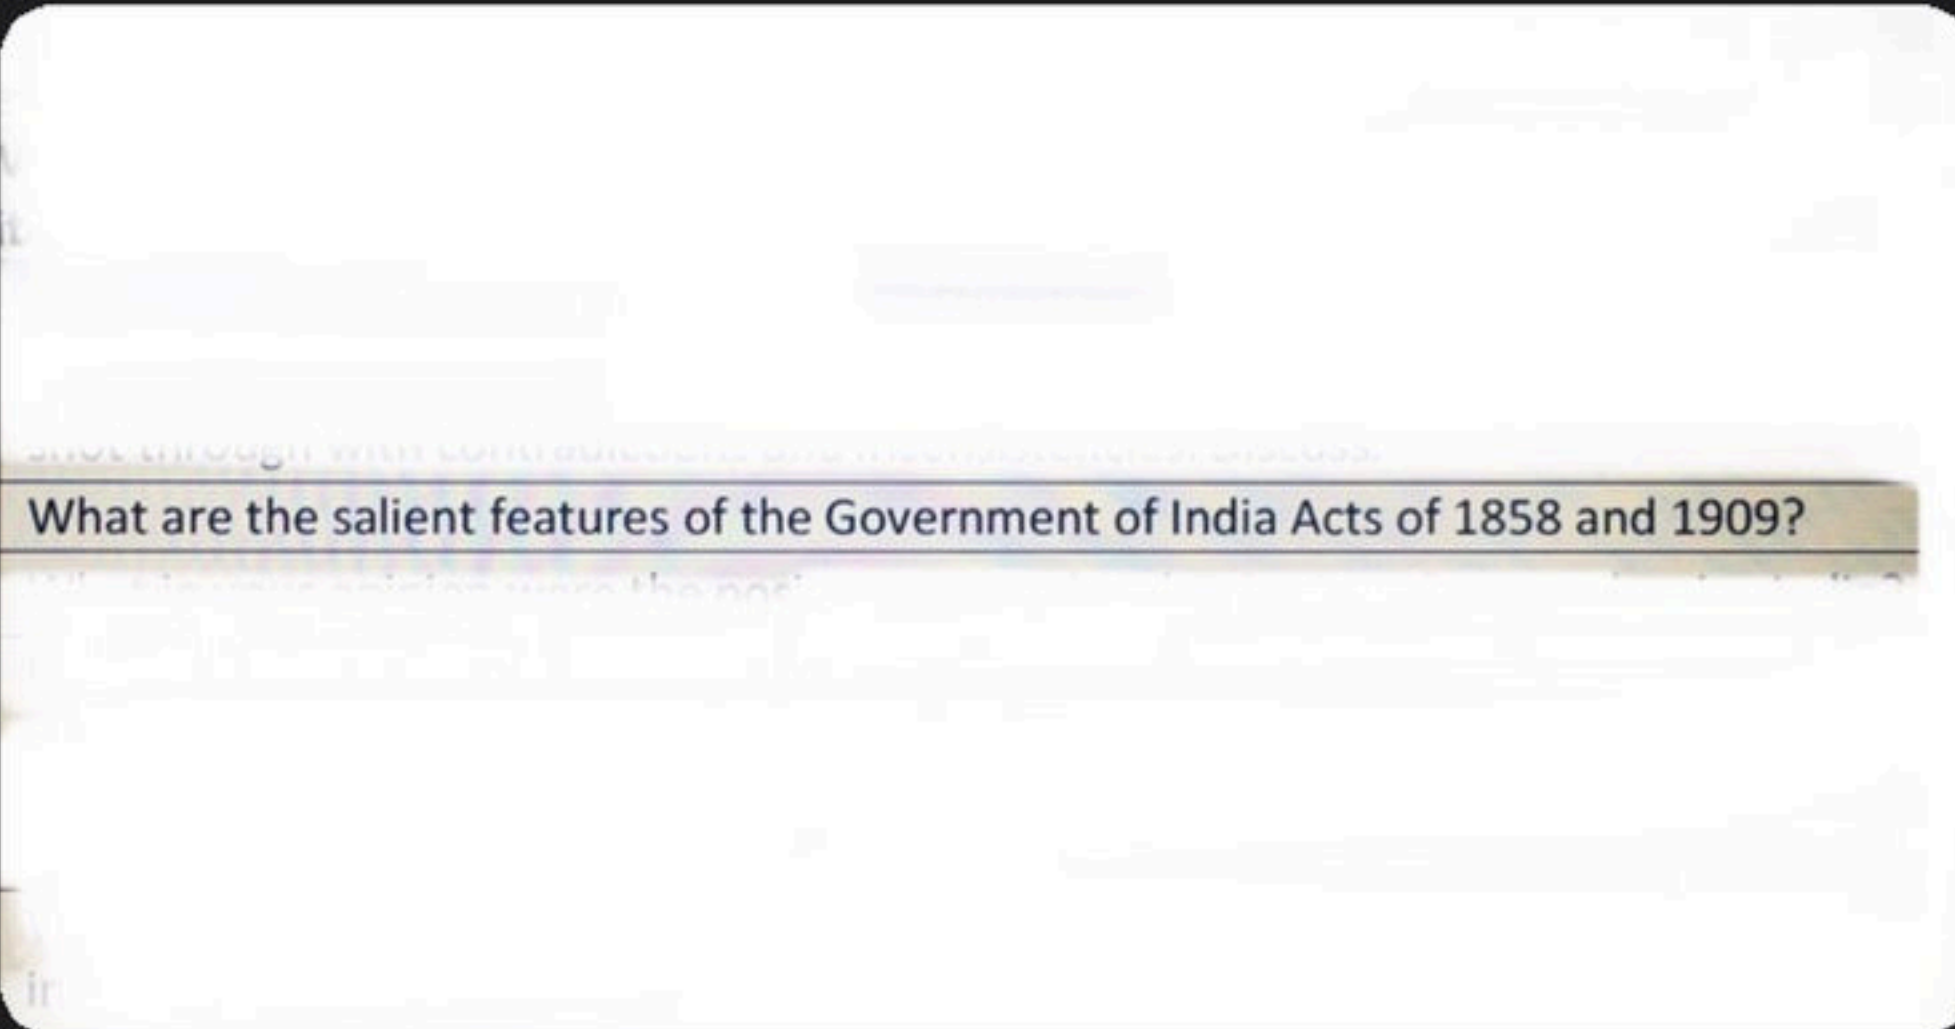 What are the salient features of the Government of India Acts of 1858 and 1909?